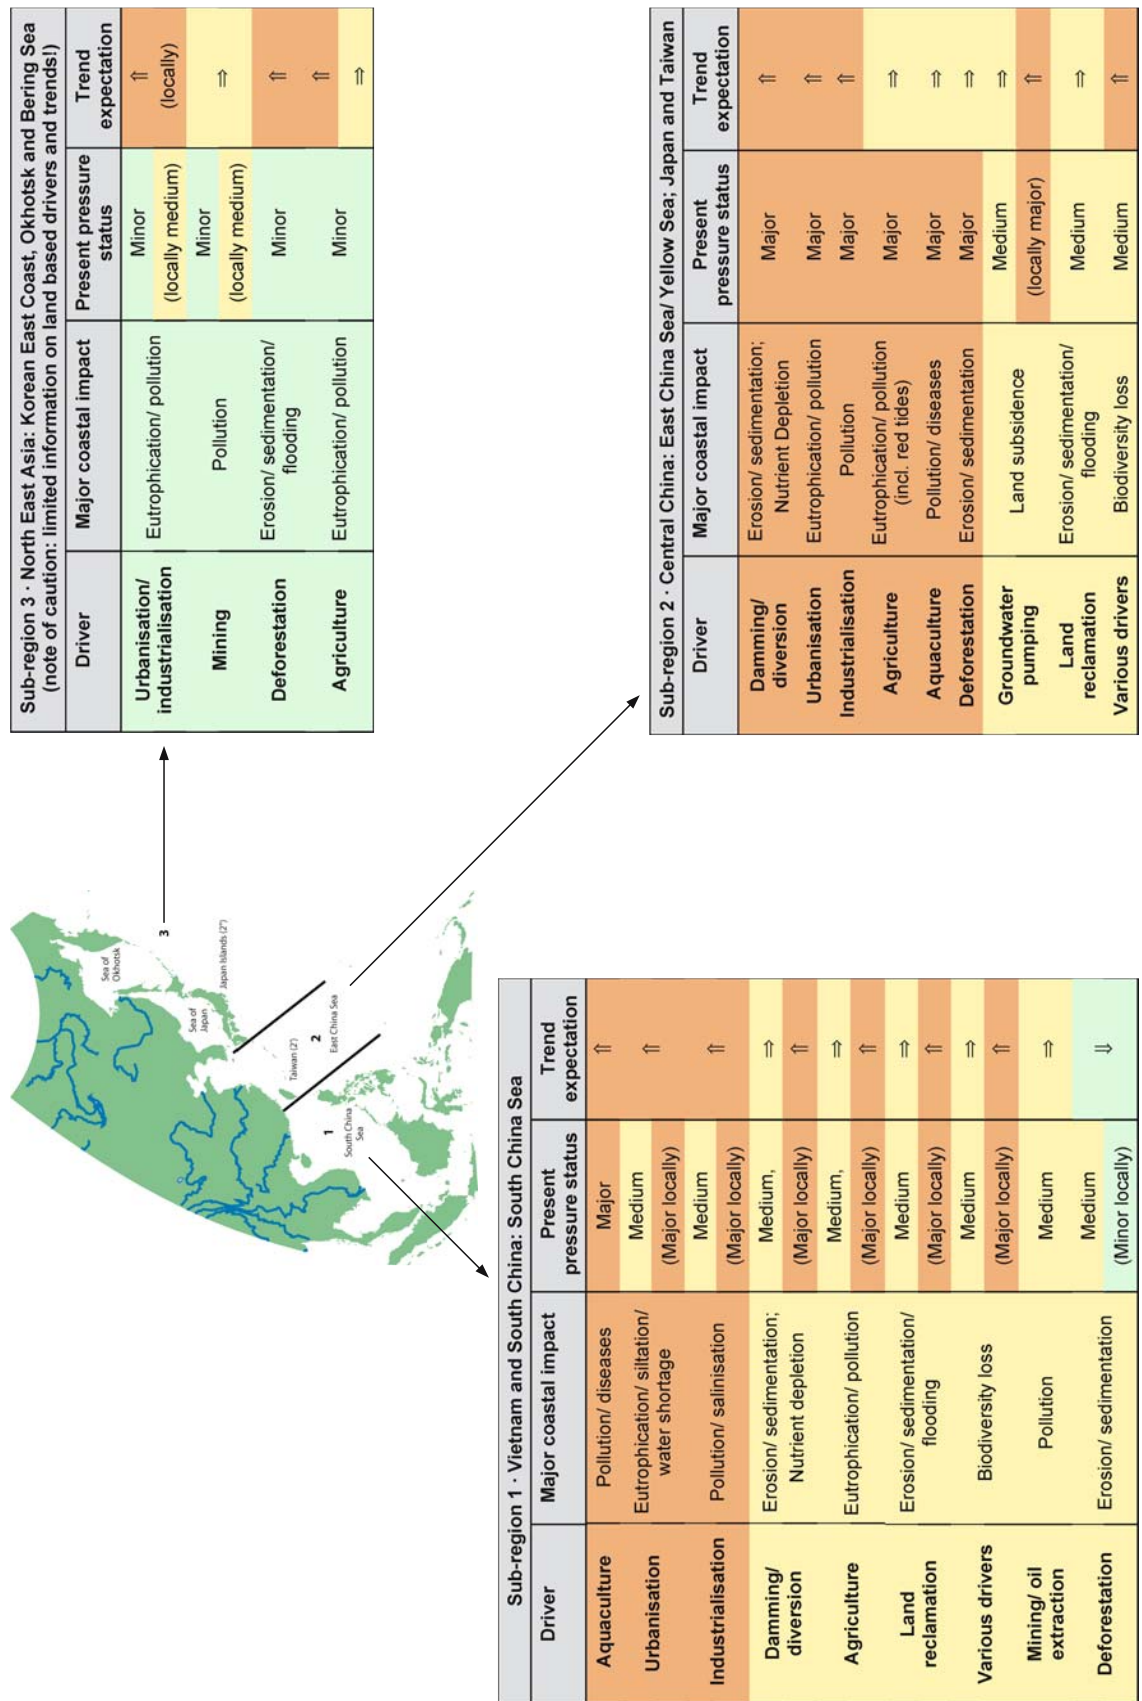 Sea of
Okhotsk
3
Sea of
Japan
Japan Islands (2")
Taiwan (2')
2
East China Sea
1
South China
Sea
Sub-region 3 · North East Asia: Korean East Coast, Okhotsk and Bering Sea
(note of caution: limited information on land based drivers and trends!)
Driver Major coastal impact Present pressure status Trend expectation
Urbanisation/ industrialisation Eutrophication/ pollution Minor (locally medium) ⇑ (locally)
Mining Pollution Minor (locally medium) ⇒
Deforestation Erosion/ sedimentation/ flooding Minor ⇑
Agriculture Eutrophication/ pollution Minor ⇑ ⇒
Sub-region 1 · Vietnam and South China: South China Sea
Driver Major coastal impact Present pressure status Trend expectation
Aquaculture Pollution/ diseases Major ⇑
Urbanisation Eutrophication/ siltation/ water shortage Medium (Major locally) ⇑
Industrialisation Pollution/ salinisation Medium (Major locally) ⇑
Damming/ diversion Erosion/ sedimentation; Nutrient depletion Medium, (Major locally) ⇒ ⇑
Agriculture Eutrophication/ pollution Medium, (Major locally) ⇒ ⇑
Land reclamation Erosion/ sedimentation/ flooding Medium (Major locally) ⇒ ⇑
Various drivers Biodiversity loss Medium (Major locally) ⇒ ⇑
Mining/ oil extraction Pollution Medium ⇒
Deforestation Erosion/ sedimentation Medium (Minor locally) ⇓
Sub-region 2 · Central China: East China Sea/ Yellow Sea; Japan and Taiwan
Driver Major coastal impact Present pressure status Trend expectation
Damming/ diversion Erosion/ sedimentation; Nutrient Depletion Major ⇑
Urbanisation Eutrophication/ pollution Major ⇑
Industrialisation Pollution Major ⇑
Agriculture Eutrophication/ pollution (incl. red tides) Major ⇒
Aquaculture Pollution/ diseases Major ⇒
Deforestation Erosion/ sedimentation Major ⇒
Groundwater pumping Land subsidence Medium (locally major) ⇒ ⇑
Land reclamation Erosion/ sedimentation/ flooding Medium ⇒
Various drivers Biodiversity loss Medium ⇑